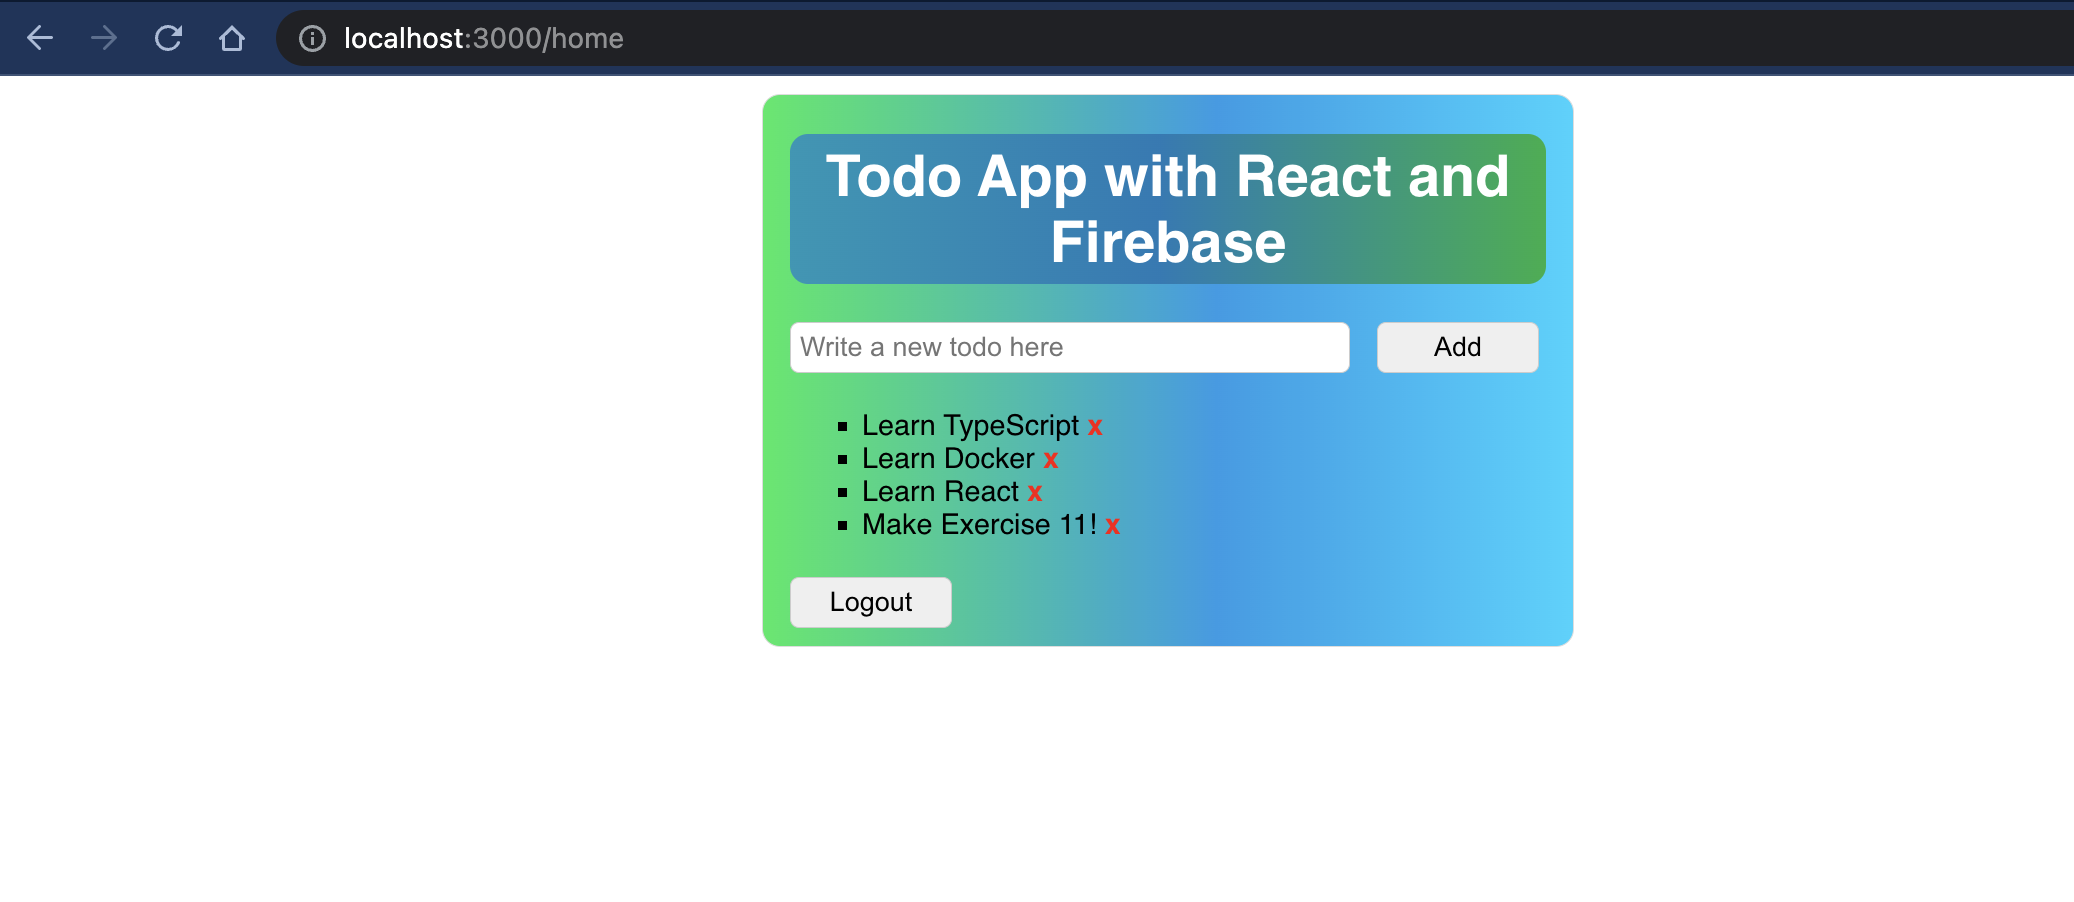 localhost:3000/home
Todo App with React and
Firebase
Write a new todo here
Add
Learn TypeScript x
Learn Docker x
Learn React x
Make Exercise 11! x
Logout